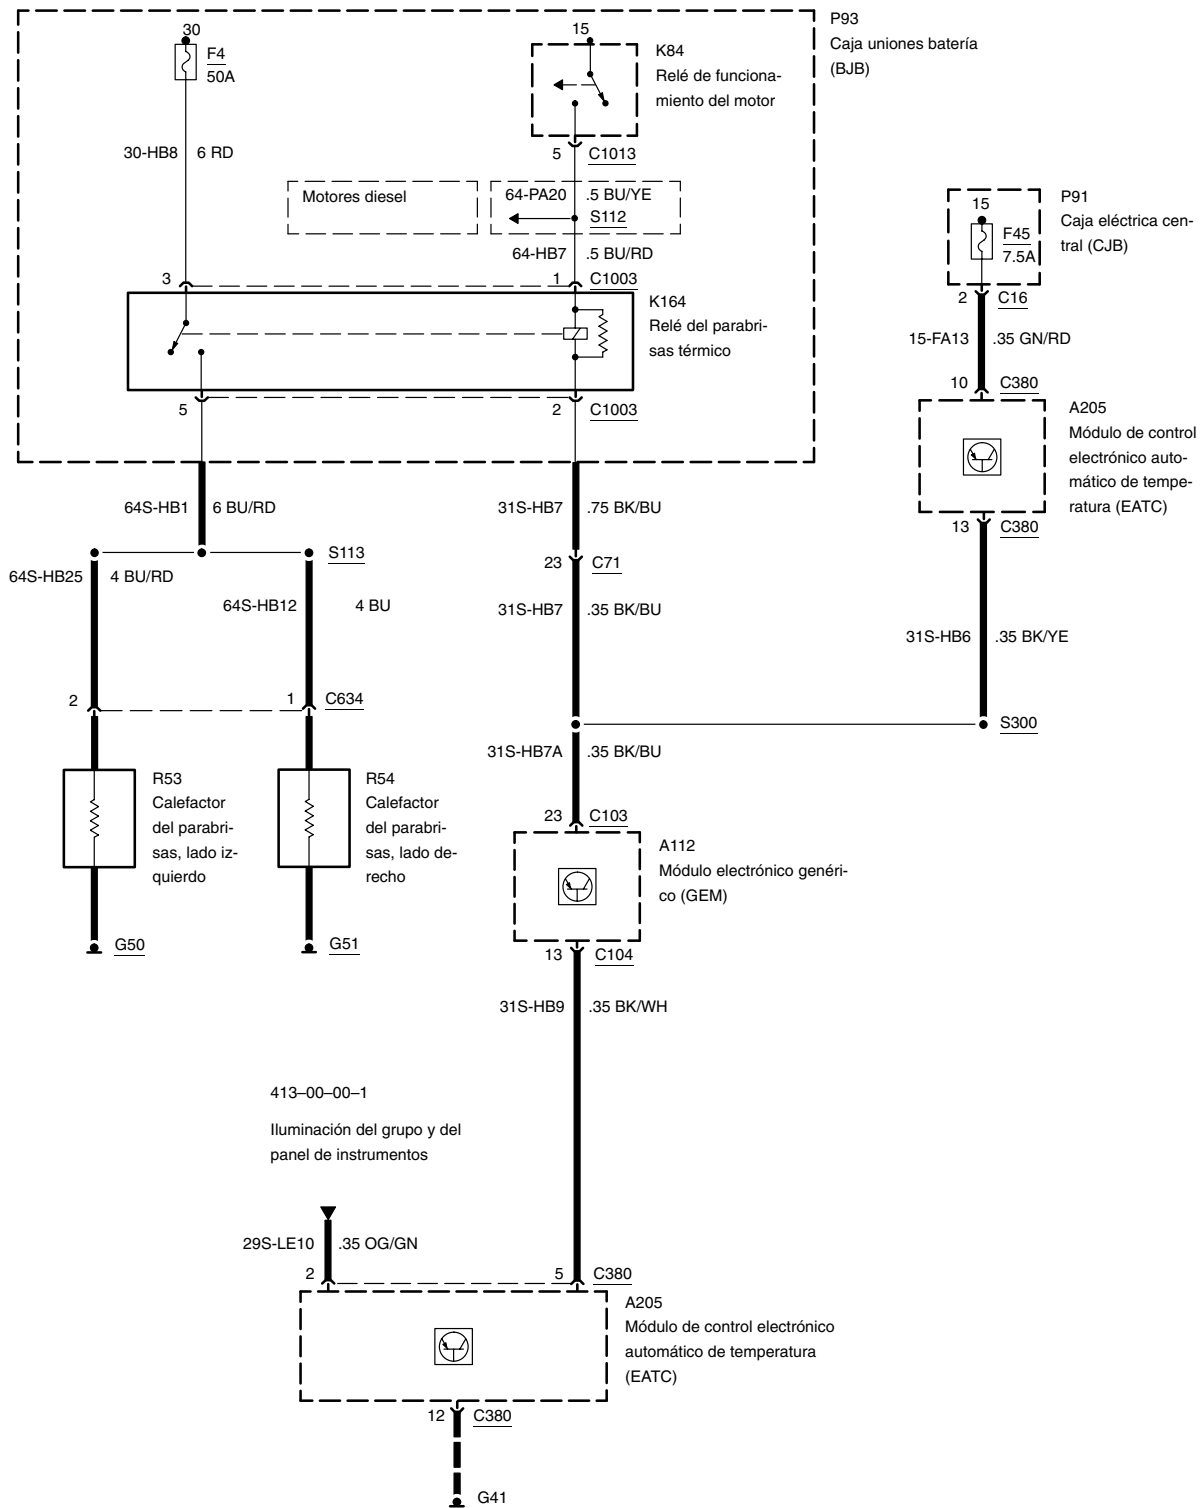 P93
Caja uniones batería
(BJB)
30
F4
50A
15
K84
Relé de funciona-
miento del motor
30-HB8 6 RD
5 C1013
Motores diesel
64-PA20 .5 BU/YE
S112
64-HB7 .5 BU/RD
3 1 C1003
K164
Relé del parabri-
sas térmico
5 2 C1003
P91
Caja eléctrica cen-
tral (CJB)
15
F45
7.5A
2 C16
15-FA13 .35 GN/RD
10 C380
A205
Módulo de control
electrónico auto-
mático de tempe-
ratura (EATC)
13 C380
64S-HB1 6 BU/RD
31S-HB7 .75 BK/BU
S113
23 C71
64S-HB25 4 BU/RD
64S-HB12 4 BU
31S-HB7 .35 BK/BU
31S-HB6 .35 BK/YE
2 1 C634
S300
31S-HB7A .35 BK/BU
R53
Calefactor
del parabri-
sas, lado iz-
quierdo
R54
Calefactor
del parabri-
sas, lado de-
recho
23 C103
A112
Módulo electrónico genéri-
co (GEM)
G50
G51
13 C104
31S-HB9 .35 BK/WH
413–00–00–1
Iluminación del grupo y del
panel de instrumentos
29S-LE10 .35 OG/GN
2 5 C380
A205
Módulo de control electrónico
automático de temperatura
(EATC)
12 C380
G41